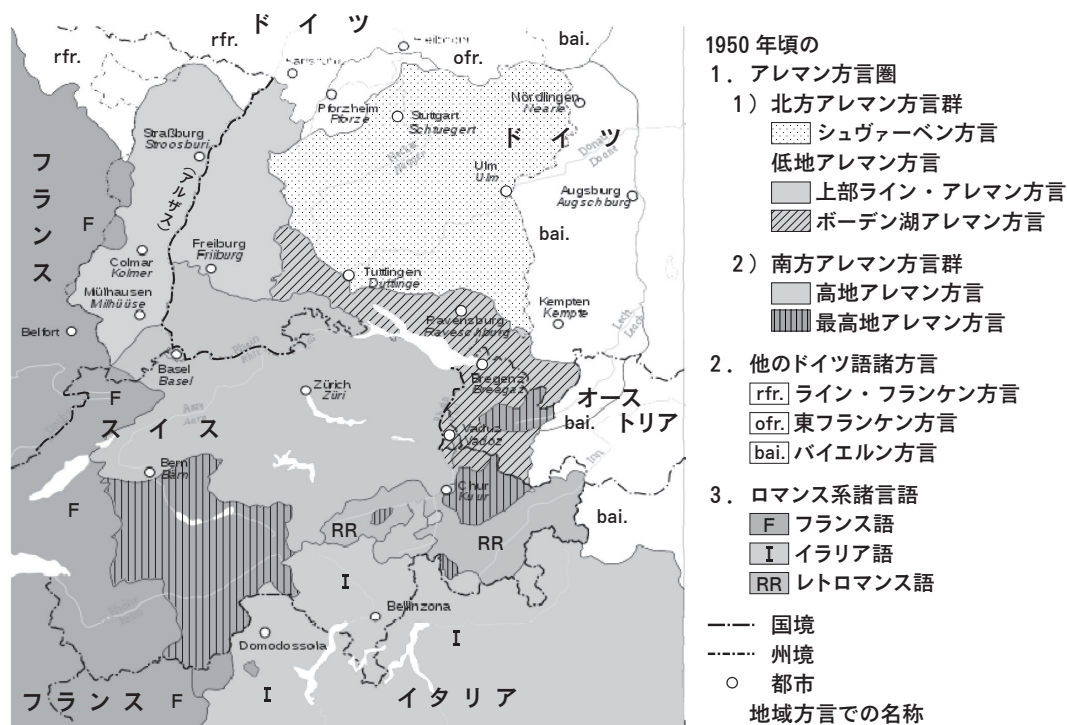 ドイツ
rfr.
rfr.
ofr.
bai.
Pforzheim
Pforze
Stuttgart
Schtuegert
Nördlingen
Nearle
ドイツ
Straßburg
Stroosburi
(アルザス)
フランス
F
Neckar
Donau
Ulm
Ulm
Augsburg
Augschburg
bai.
Colmar
Kolmer
Freiburg
Friiburg
Mülhausen
Milhüüse
Tuttlingen
Duttlinge
Kempten
Kempte
Ravensburg
Raveschburg
Belfort
Basel
Basel
Zürich
Züri
Bregenz
Breagaz
オーストリア
bai.
F
スイス
Vaduz
Vadoz
Bern
Bärn
Chur
Kuur
Inn
F
RR
RR
bai.
I
Bellinzona
Domodossola
I
I
フランス F
イタリア
1950年頃の
1. アレマン方言圏
1) 北方アレマン方言群
シュヴァーベン方言
低地アレマン方言
上部ライン・アレマン方言
ボーデン湖アレマン方言
2) 南方アレマン方言群
高地アレマン方言
最高地アレマン方言
2. 他のドイツ語諸方言
rfr. ライン・フランケン方言
ofr. 東フランケン方言
bai. バイエルン方言
3. ロマンス系諸言語
F フランス語
I イラリア語
RR レトロマンス語
国境
州境
都市
地域方言での名称